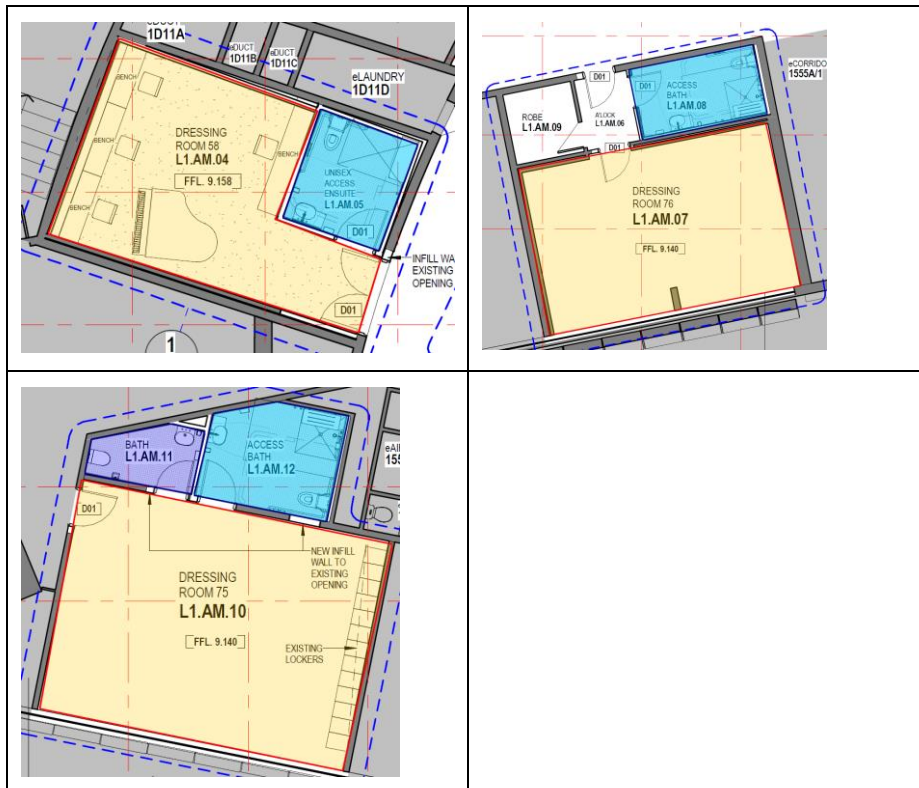 eDUCT
1D11A
eDUCT
1D11B
eDUCT
1D11C
eLAUNDRY
1D11D
BENCH
BENCH
BENCH
BENCH
BENCH
DRESSING
ROOM 58
L1.AM.04
FFL. 9.158
UNISEX
ACCESS
ENSUITE
L1.AM.05
D01
D01
INFILL WA
EXISTING
OPENING
1
eCORRIDO
1555A/1
D01
D01
ACCESS
BATH
L1.AM.08
ROBE
L1.AM.09
A'LOCK
L1.AM.06
D01
DRESSING
ROOM 76
L1.AM.07
FFL. 9.140
BATH
L1.AM.11
ACCESS
BATH
L1.AM.12
eAI
155
D01
NEW INFILL
WALL TO
EXISTING
OPENING
DRESSING
ROOM 75
L1.AM.10
FFL. 9.140
EXISTING
LOCKERS